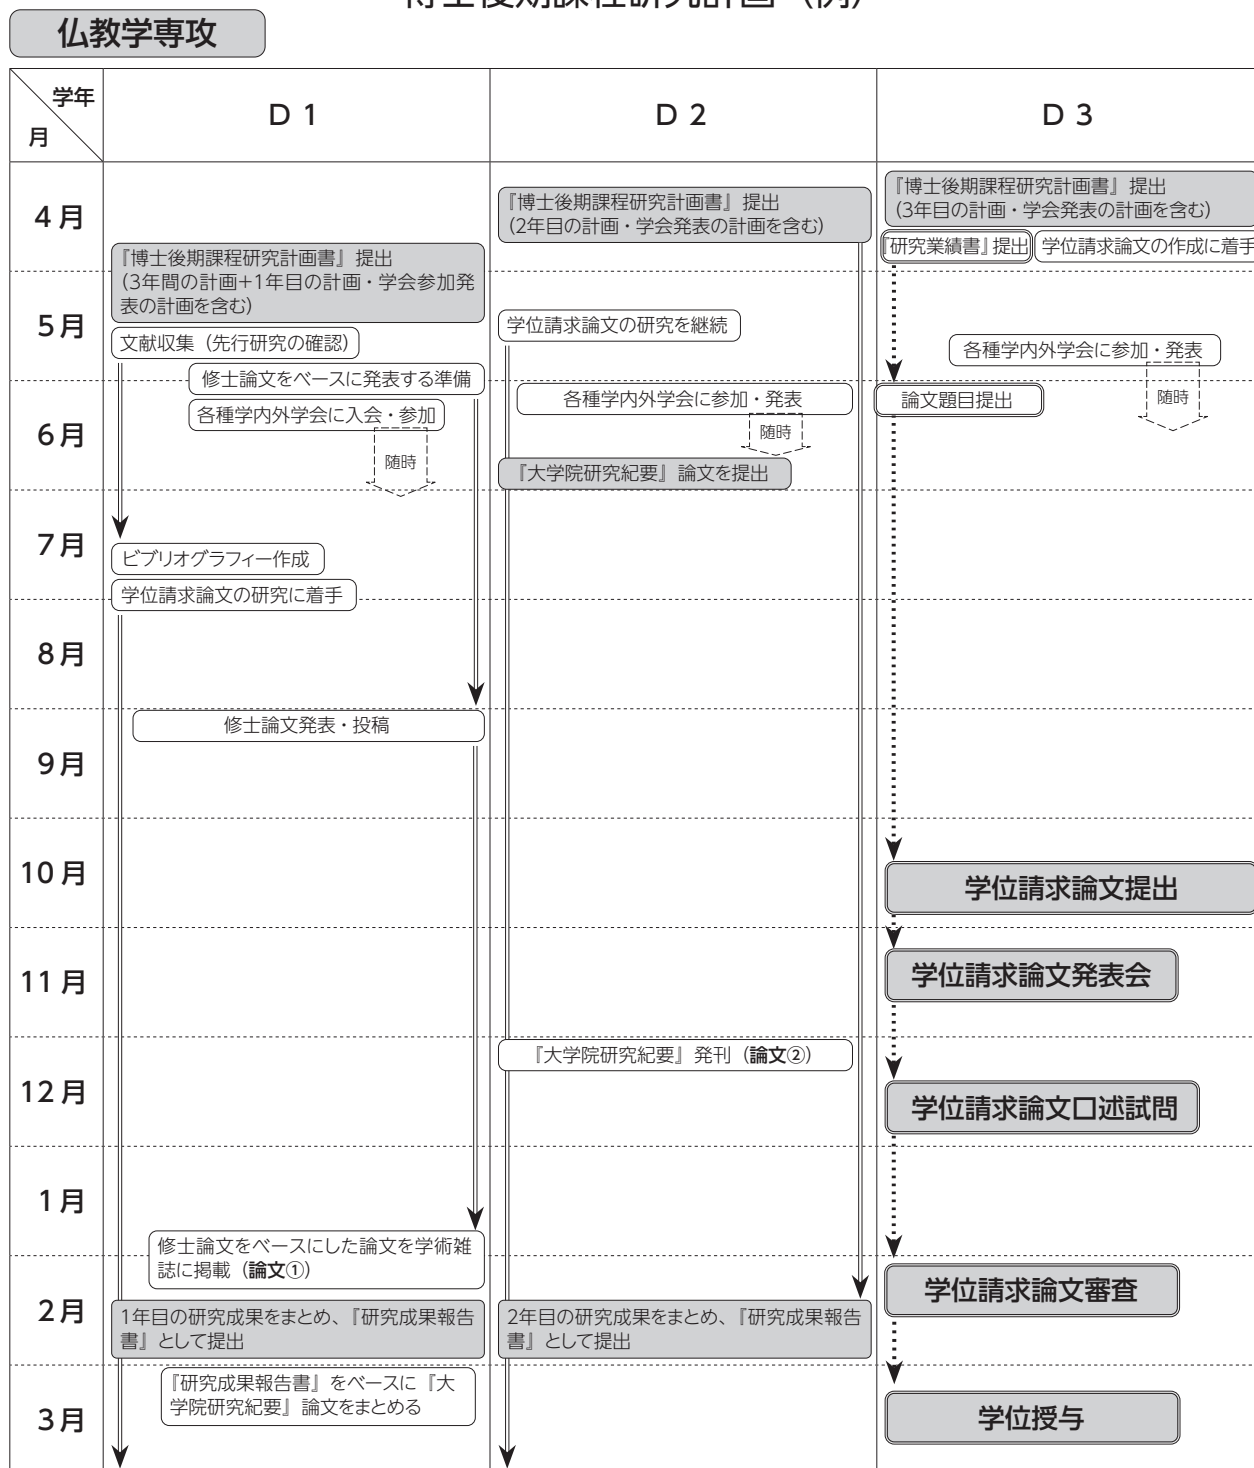 博士後期課程研究計画（例）
仏教学専攻
学年
月
D 1
D 2
D 3
4月
『博士後期課程研究計画書』提出
(2年目の計画・学会発表の計画を含む)
『博士後期課程研究計画書』提出
(3年目の計画・学会発表の計画を含む)
『研究業績書』提出
学位請求論文の作成に着手
『博士後期課程研究計画書』提出
(3年間の計画+1年目の計画・学会参加発
表の計画を含む)
5月
文献収集（先行研究の確認）
修士論文をベースに発表する準備
学位請求論文の研究を継続
各種学内外学会に参加・発表
随時
6月
各種学内外学会に入会・参加
随時
各種学内外学会に参加・発表
随時
『大学院研究紀要』論文を提出
論文題目提出
7月
ビブリオグラフィー作成
学位請求論文の研究に着手
8月
9月
修士論文発表・投稿
10月
学位請求論文提出
11月
学位請求論文発表会
12月
『大学院研究紀要』発刊（論文②）
学位請求論文口述試問
1月
修士論文をベースにした論文を学術雑
誌に掲載（論文①）
2月
1年目の研究成果をまとめ、『研究成果報告
書』として提出
2年目の研究成果をまとめ、『研究成果報告
書』として提出
学位請求論文審査
3月
『研究成果報告書』をベースに『大
学院研究紀要』論文をまとめる
学位授与